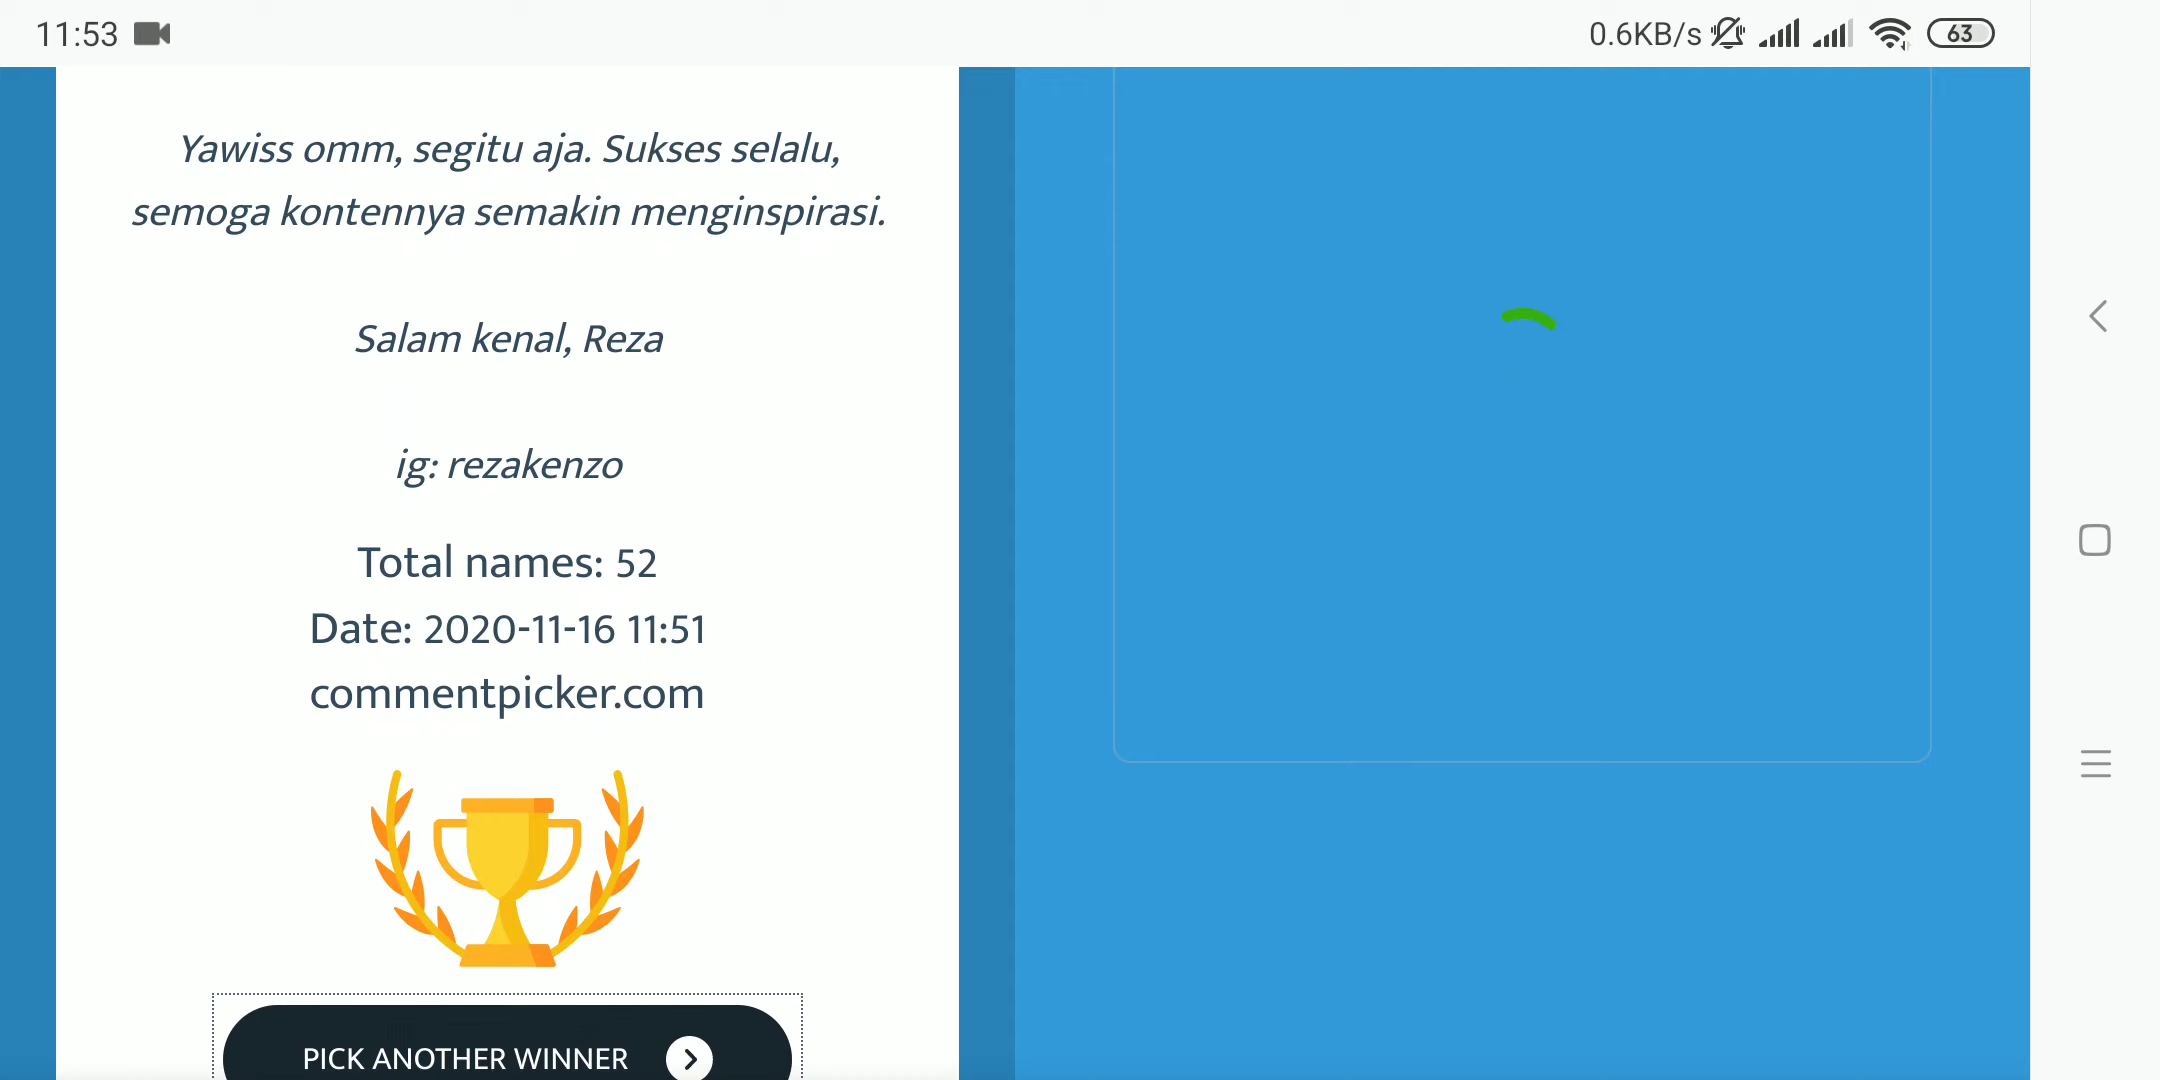 11:53
0.6KB/s
63
Yawiss omm, segitu aja. Sukses selalu,
semoga kontennya semakin menginspirasi.
Salam kenal, Reza
ig: rezakenzo
Total names: 52
Date: 2020-11-16 11:51
commentpicker.com
PICK ANOTHER WINNER